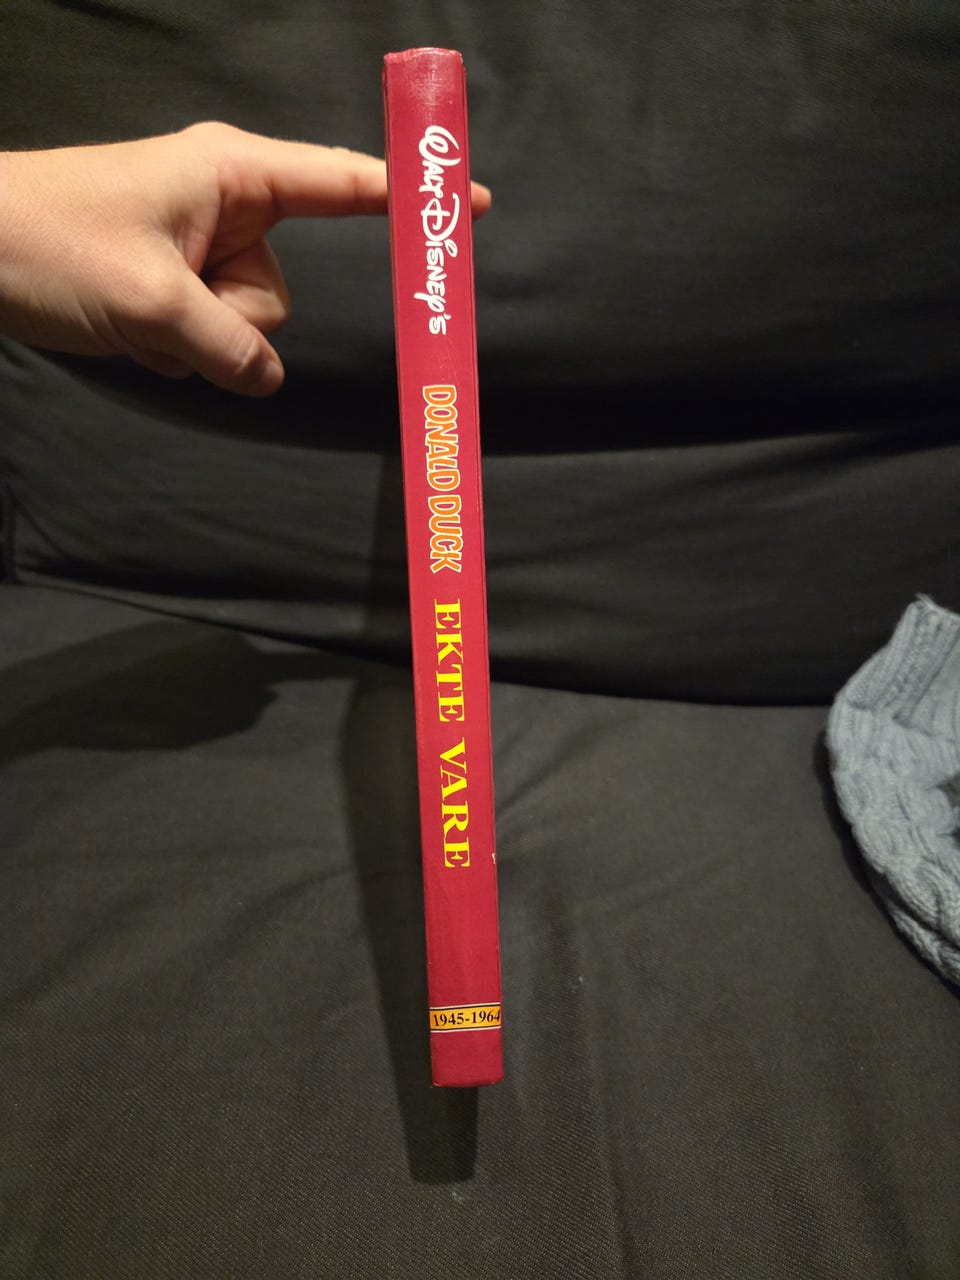 WALT DISNEY'S
DONALD DUCK
EKTE VARE
1945-1964